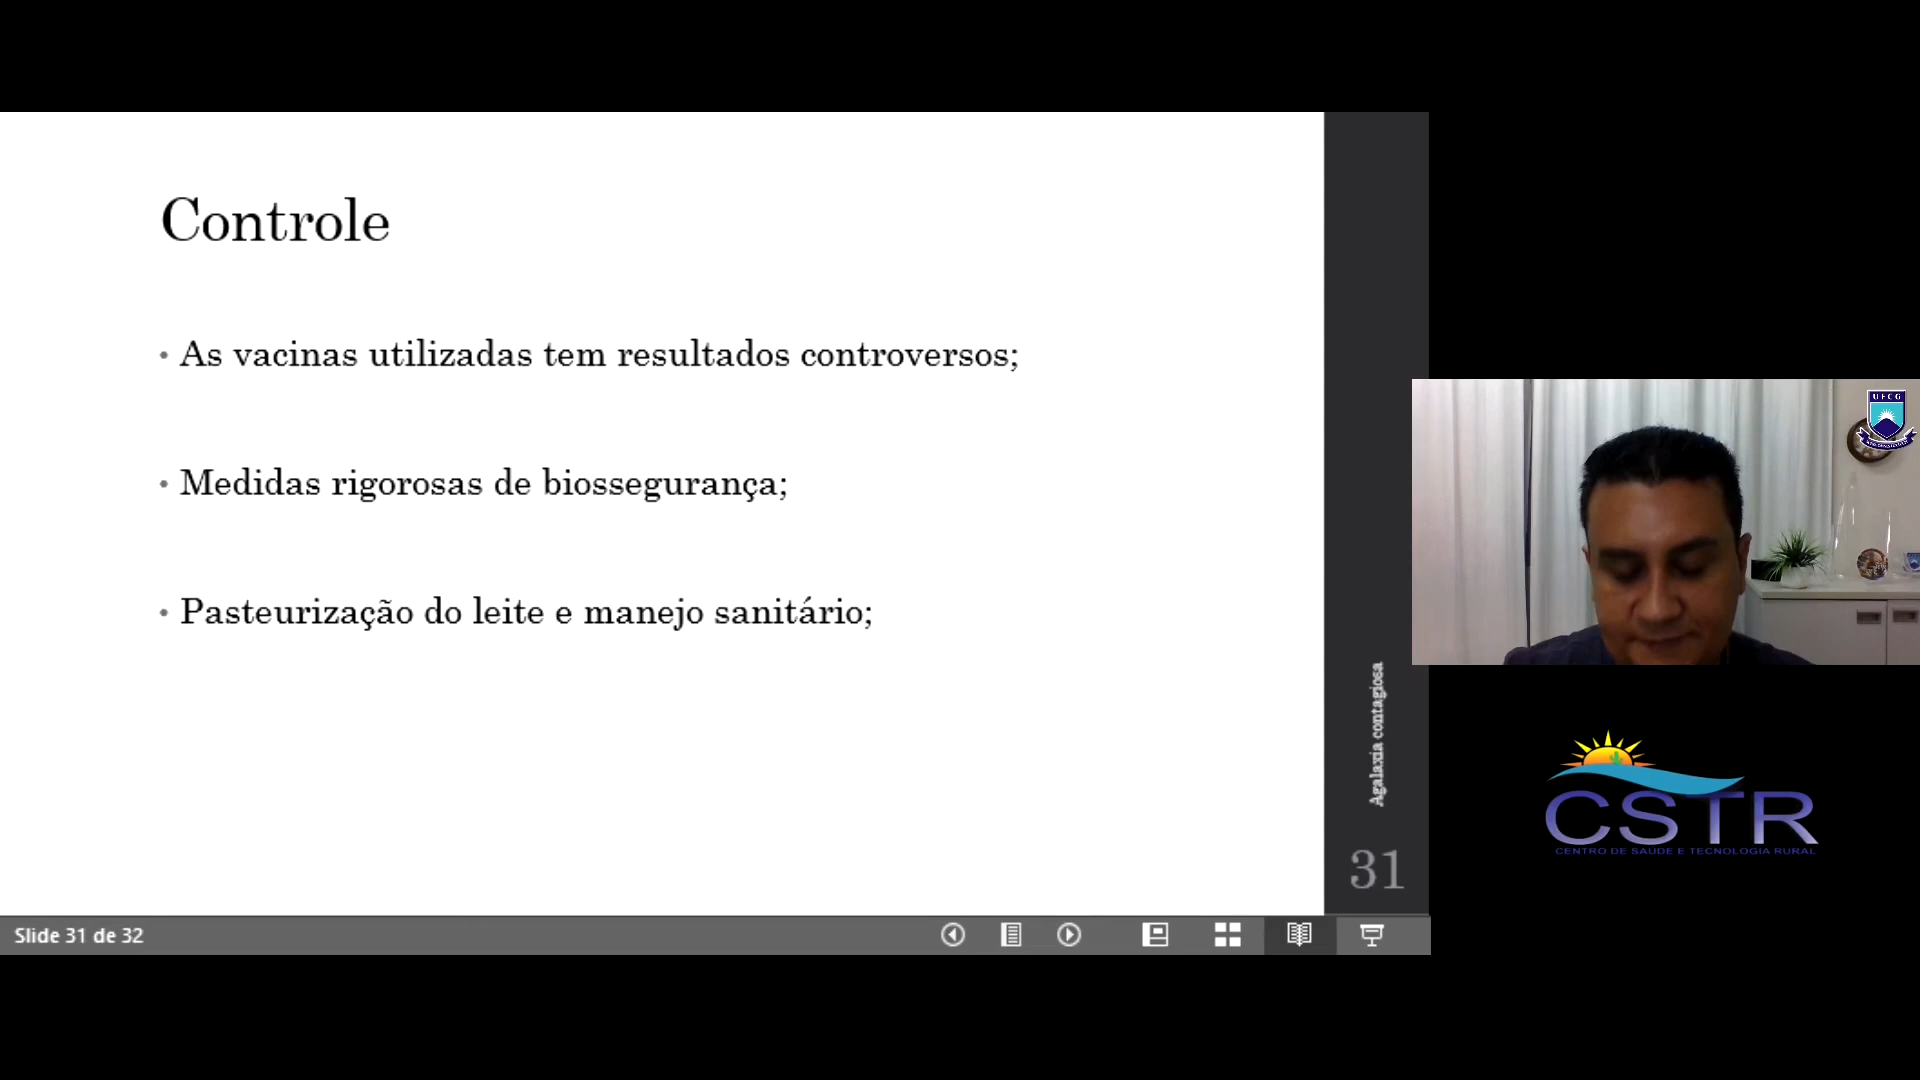 Controle
• As vacinas utilizadas tem resultados controversos;
• Medidas rigorosas de biossegurança;
• Pasteurização do leite e manejo sanitário;
Agalaxia contagiosa
31
Slide 31 de 32
UFCG
CSTR
CENTRO DE SAUDE E TECNOLOGIA RURAL